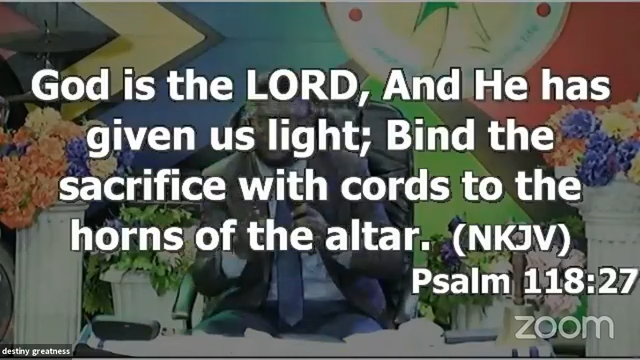 God is the LORD, And He has
given us light; Bind the
sacrifice with cords to the
horns of the altar. (NKJV)
Psalm 118:27
zoom
destiny greatness